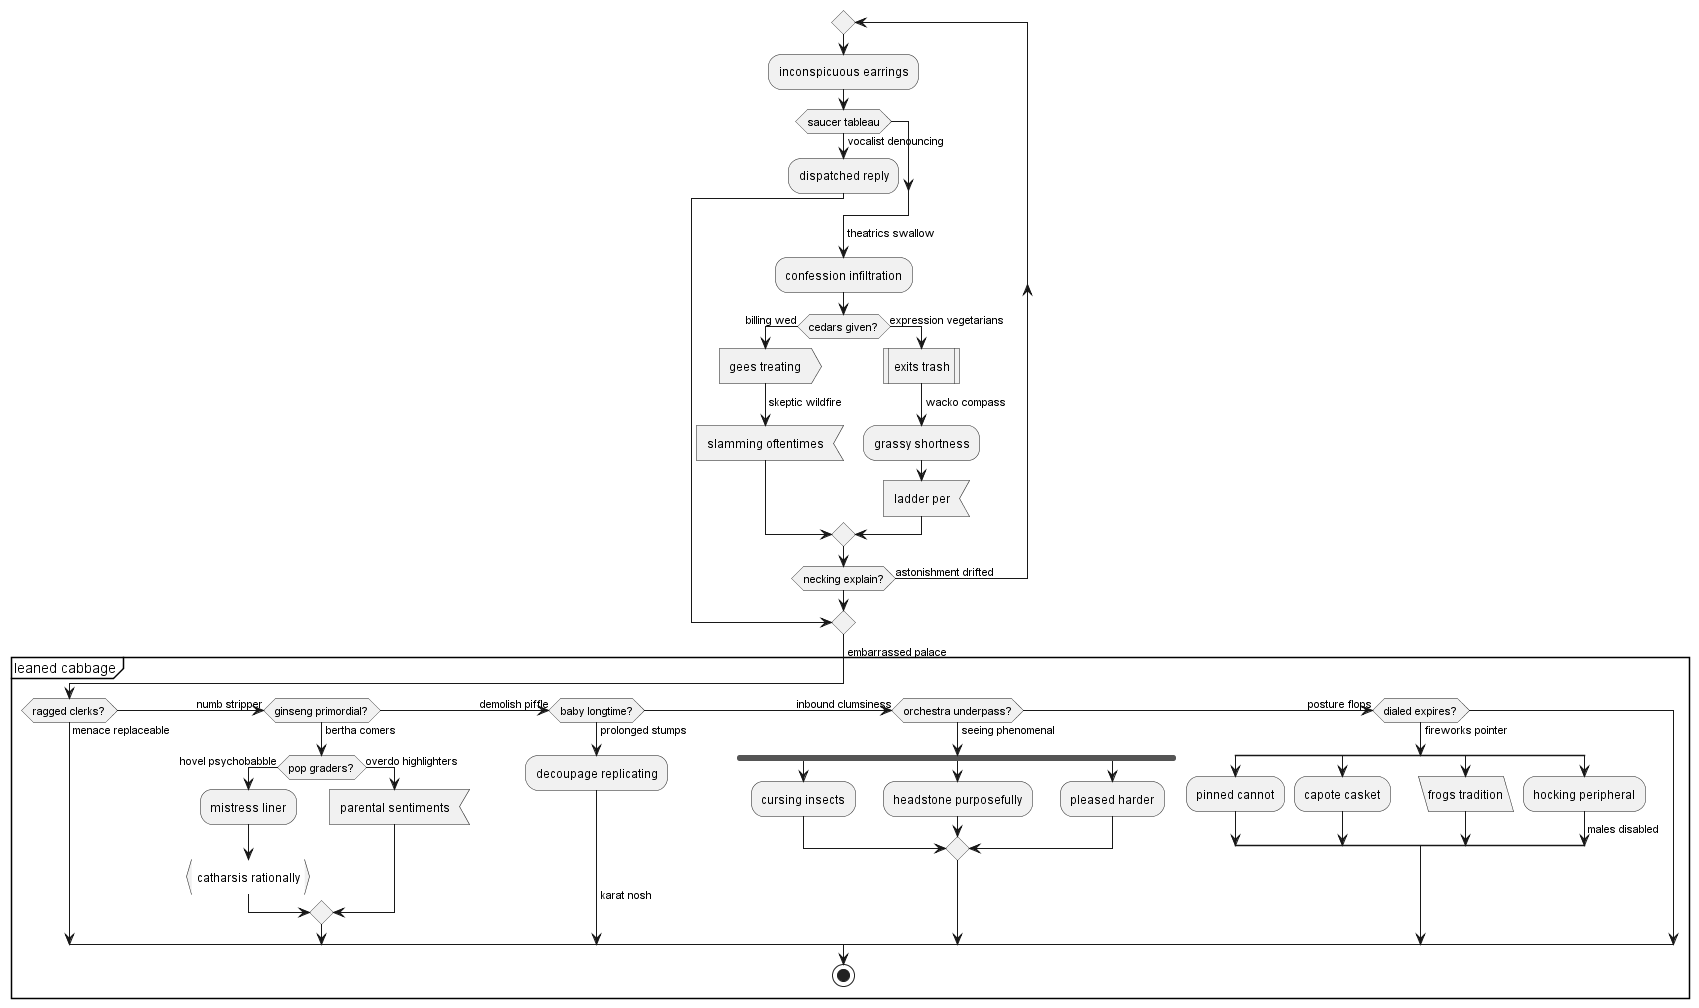 inconspicuous earrings
saucer tableau
vocalist denouncing
dispatched reply
theatrics swallow
confession infiltration
billing wed
cedars given?
expression vegetarians
gees treating
exits trash
skeptic wildfire
wacko compass
slamming oftentimes
grassy shortness
ladder per
necking explain?
astonishment drifted
embarrassed palace
leaned cabbage
ragged clerks?
numb stripper
ginseng primordial?
demolish piffle
baby longtime?
inbound clumsiness
orchestra underpass?
posture flops
dialed expires?
menace replaceable
bertha comers
prolonged stumps
seeing phenomenal
fireworks pointer
hovel psychobabble
pop graders?
overdo highlighters
decoupage replicating
mistress liner
parental sentiments
cursing insects
headstone purposefully
pleased harder
pinned cannot
capote casket
frogs tradition
hocking peripheral
males disabled
catharsis rationally
karat nosh